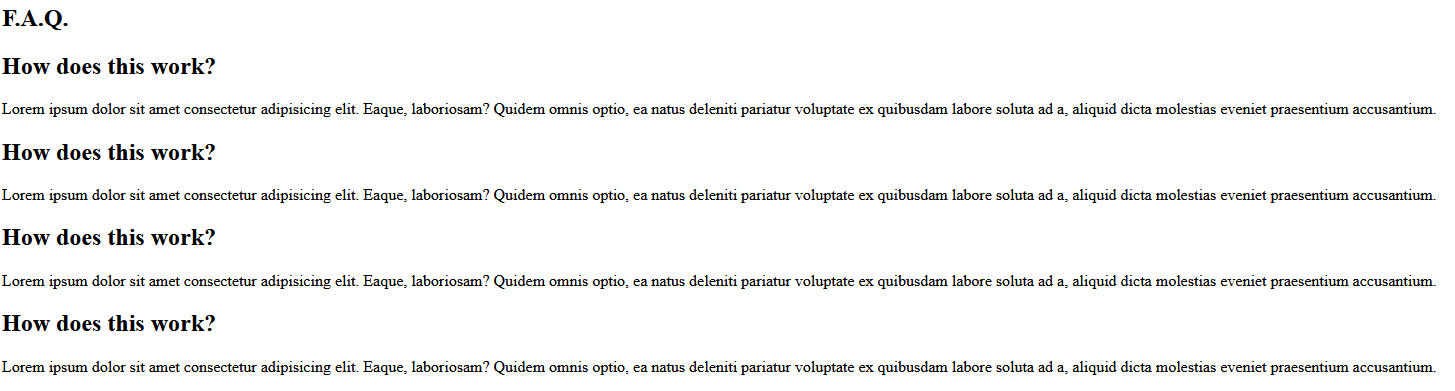 F.A.Q.
How does this work?
Lorem ipsum dolor sit amet consectetur adipisicing elit. Eaque, laboriosam? Quidem omnis optio, ea natus deleniti pariatur voluptate ex quibusdam labore soluta ad a, aliquid dicta molestias eveniet praesentium accusantium.
How does this work?
Lorem ipsum dolor sit amet consectetur adipisicing elit. Eaque, laboriosam? Quidem omnis optio, ea natus deleniti pariatur voluptate ex quibusdam labore soluta ad a, aliquid dicta molestias eveniet praesentium accusantium.
How does this work?
Lorem ipsum dolor sit amet consectetur adipisicing elit. Eaque, laboriosam? Quidem omnis optio, ea natus deleniti pariatur voluptate ex quibusdam labore soluta ad a, aliquid dicta molestias eveniet praesentium accusantium.
How does this work?
Lorem ipsum dolor sit amet consectetur adipisicing elit. Eaque, laboriosam? Quidem omnis optio, ea natus deleniti pariatur voluptate ex quibusdam labore soluta ad a, aliquid dicta molestias eveniet praesentium accusantium.